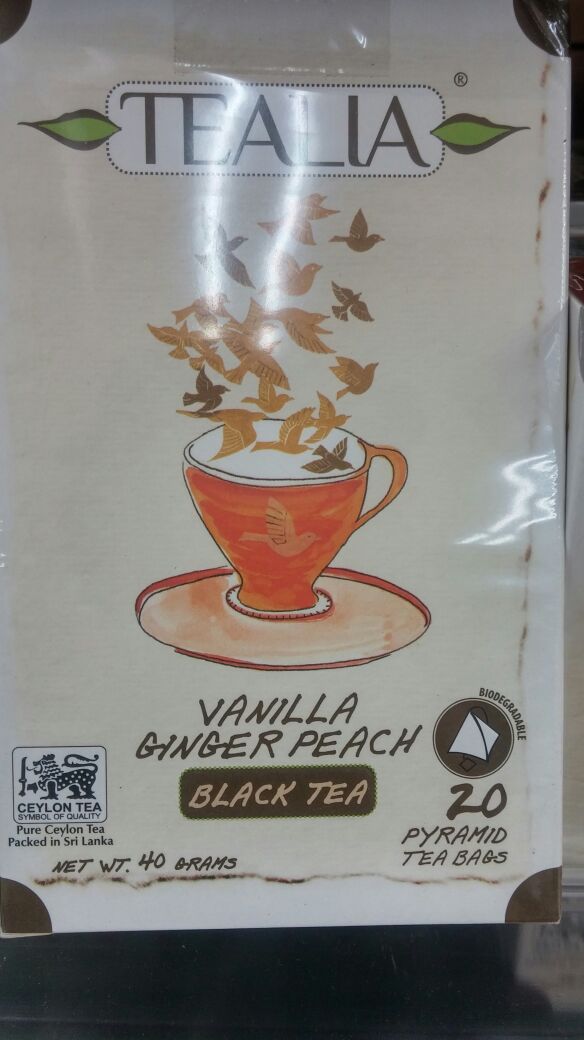 TEALIA®
VANILLA
GINGER PEACH
BLACK TEA
BIODEGRADABLE
20
PYRAMID
TEA BAGS
CEYLON TEA
SYMBOL OF QUALITY
Pure Ceylon Tea
Packed in Sri Lanka
NET WT. 40 GRAMS